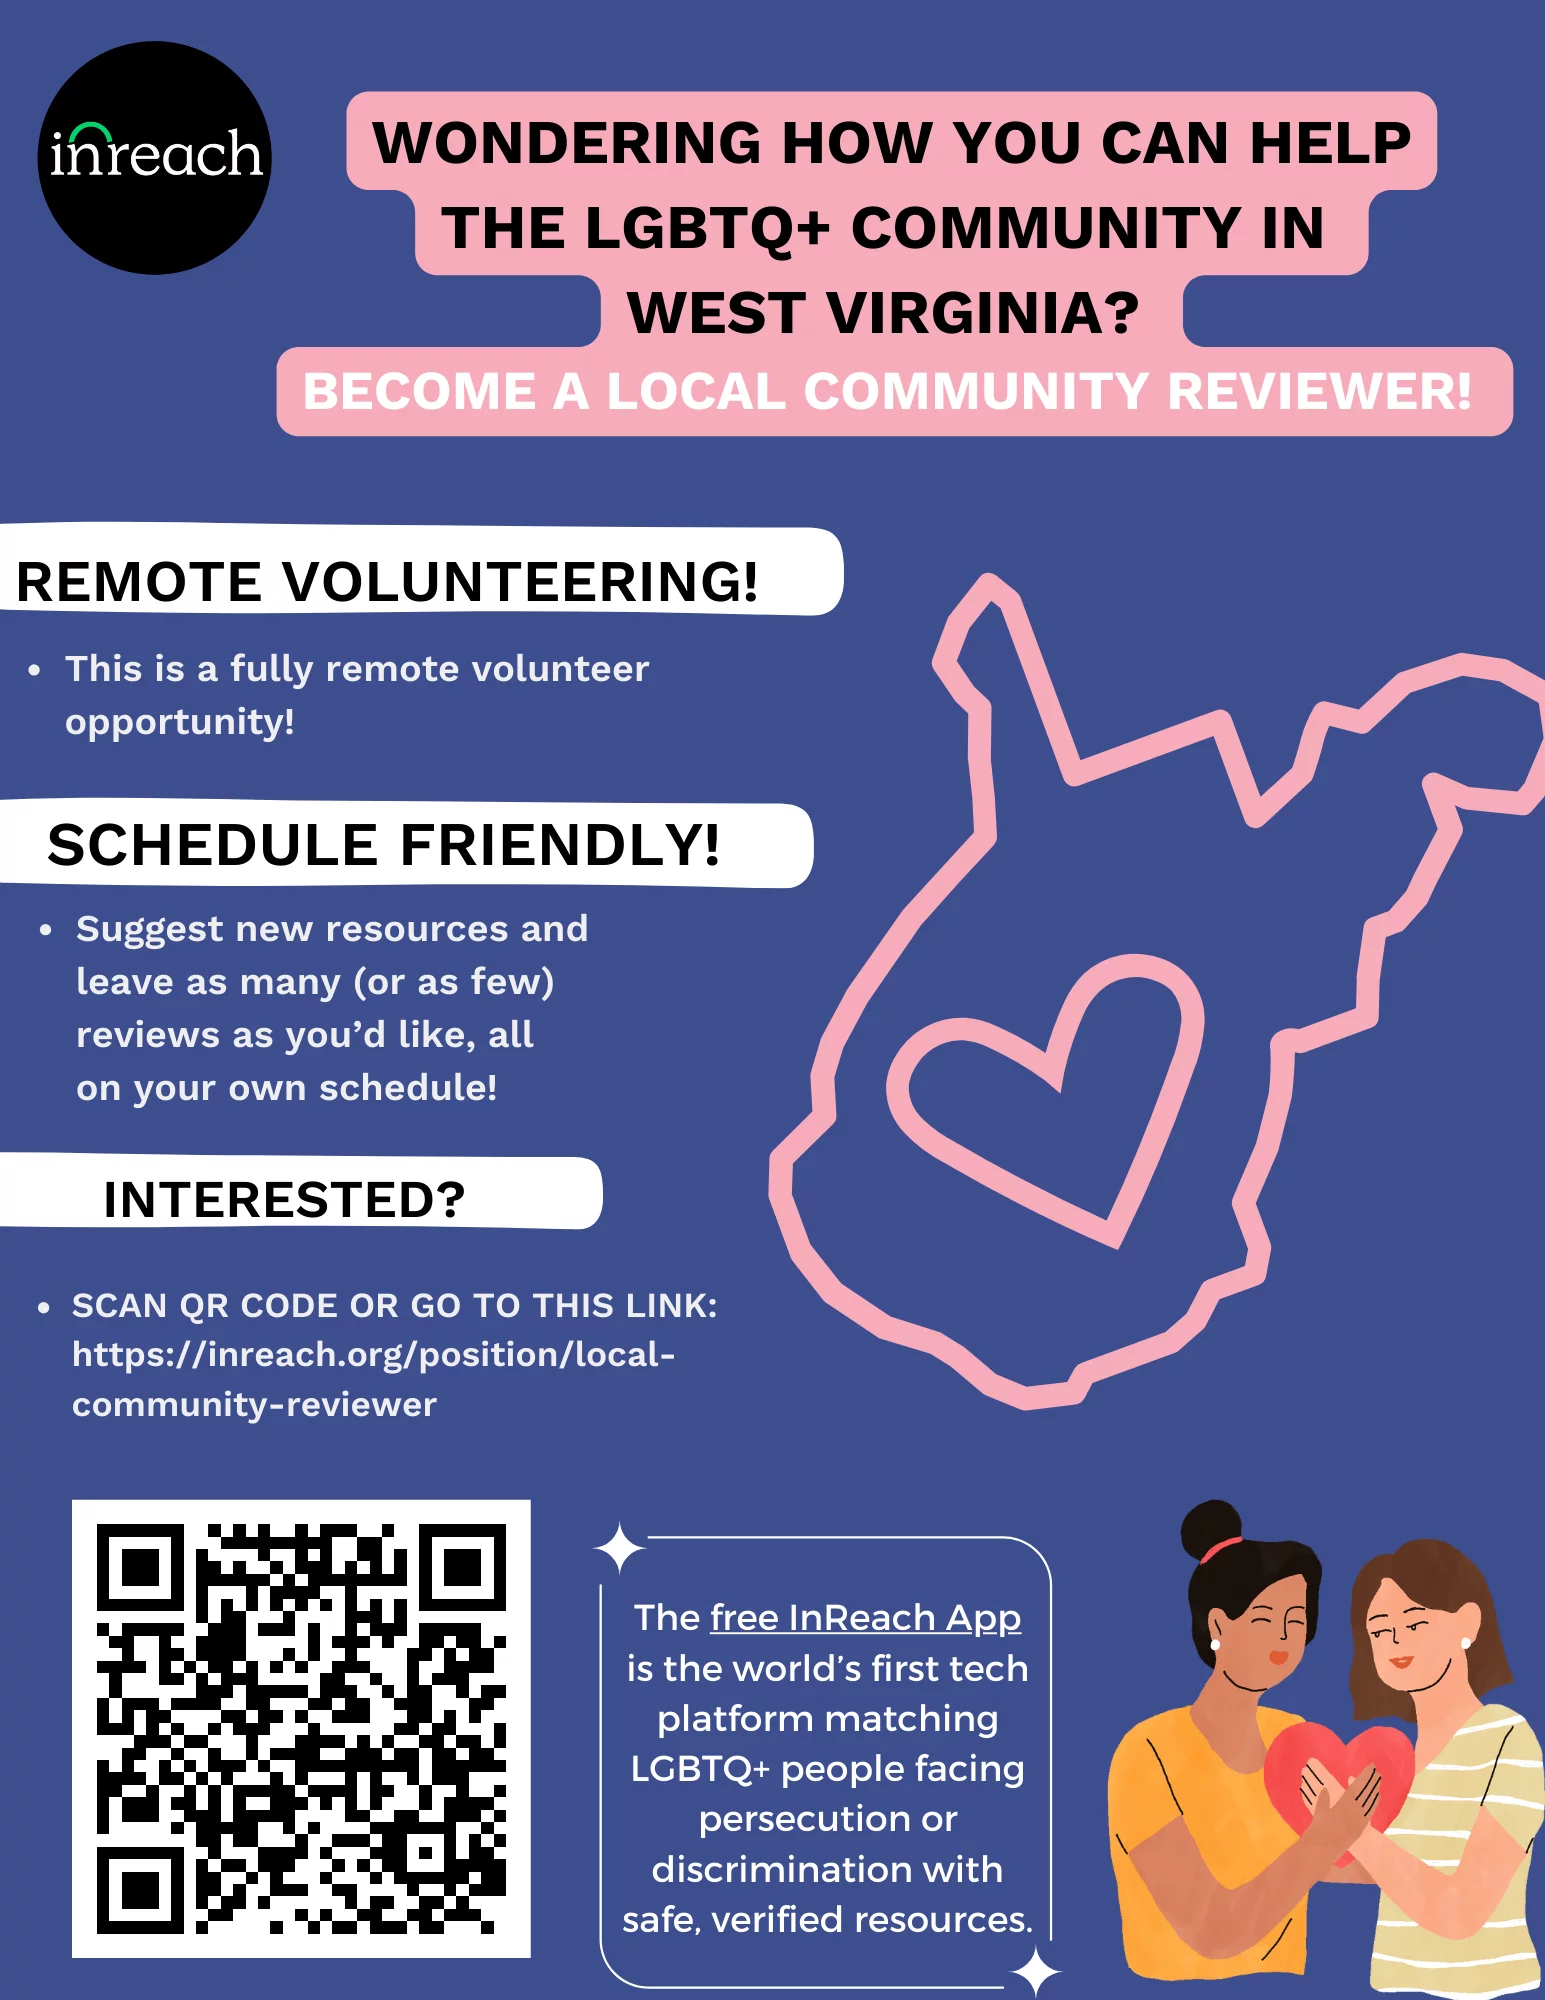 inreach
WONDERING HOW YOU CAN HELP
THE LGBTQ+ COMMUNITY IN
WEST VIRGINIA?
BECOME A LOCAL COMMUNITY REVIEWER!
REMOTE VOLUNTEERING!
• This is a fully remote volunteer
opportunity!
SCHEDULE FRIENDLY!
• Suggest new resources and
leave as many (or as few)
reviews as you’d like, all
on your own schedule!
INTERESTED?
• SCAN QR CODE OR GO TO THIS LINK:
https://inreach.org/position/local-
community-reviewer
The free InReach App
is the world’s first tech
platform matching
LGBTQ+ people facing
persecution or
discrimination with
safe, verified resources.